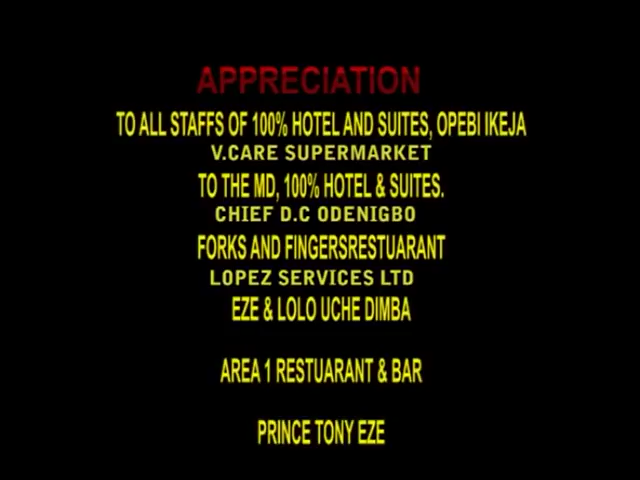 APPRECIATION
TO ALL STAFFS OF 100% HOTEL AND SUITES, OPEBI IKEJA
V.CARE SUPERMARKET
TO THE MD, 100% HOTEL & SUITES.
CHIEF D.C ODENIGBO
FORKS AND FINGERSRESTUARANT
LOPEZ SERVICES LTD
EZE & LOLO UCHE DIMBA
AREA 1 RESTUARANT & BAR
PRINCE TONY EZE